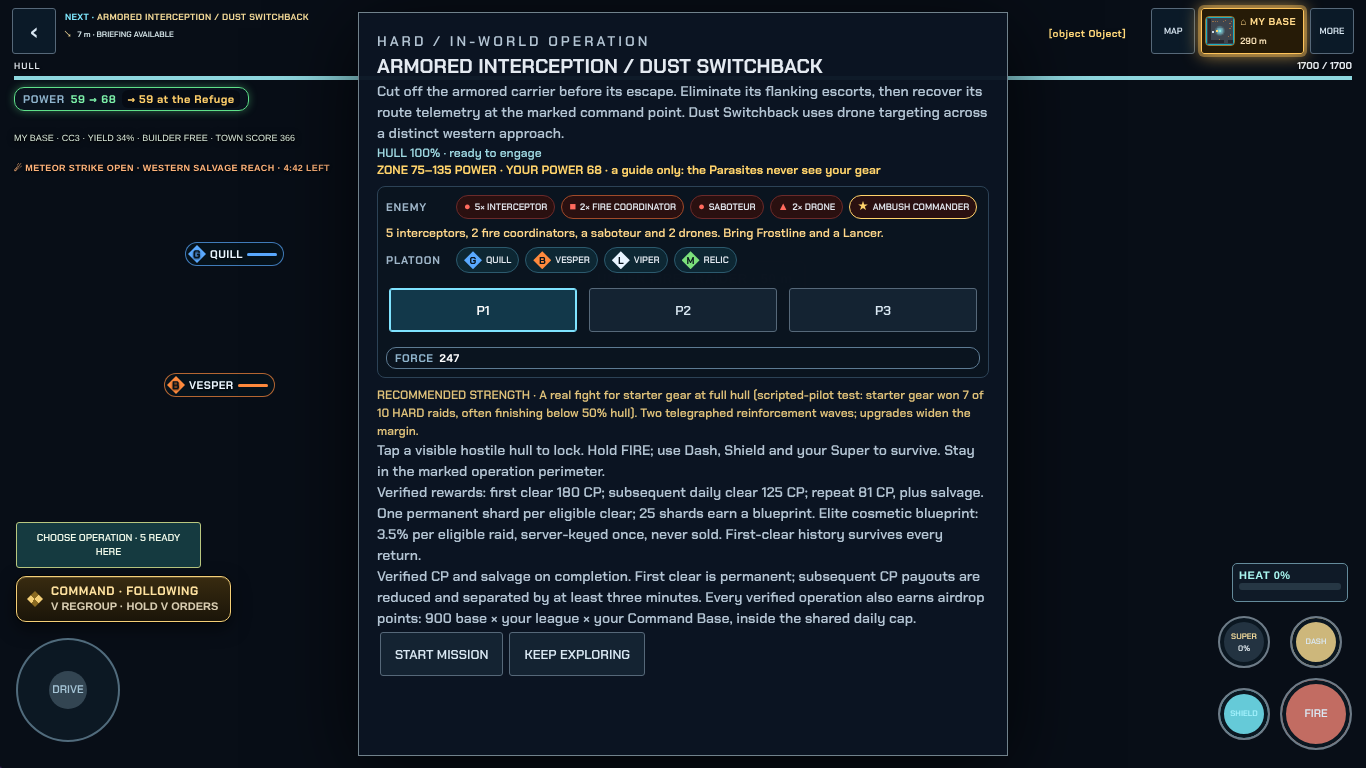 ‹
NEXT · ARMORED INTERCEPTION / DUST SWITCHBACK
↘ 7 m · BRIEFING AVAILABLE
[object Object]
MAP
⌂ MY BASE
290 m
MORE
HULL
1700 / 1700
POWER 59 → 68 → 59 at the Refuge
MY BASE · CC3 · YIELD 34% · BUILDER FREE · TOWN SCORE 366
☄ METEOR STRIKE OPEN · WESTERN SALVAGE REACH · 4:42 LEFT
G QUILL
B VESPER
CHOOSE OPERATION · 5 READY
HERE
COMMAND · FOLLOWING
V REGROUP · HOLD V ORDERS
DRIVE
HARD / IN-WORLD OPERATION
ARMORED INTERCEPTION / DUST SWITCHBACK
Cut off the armored carrier before its escape. Eliminate its flanking escorts, then recover its
route telemetry at the marked command point. Dust Switchback uses drone targeting across
a distinct western approach.
HULL 100% · ready to engage
ZONE 75–135 POWER · YOUR POWER 68 · a guide only: the Parasites never see your gear
ENEMY ● 5× INTERCEPTOR ■ 2× FIRE COORDINATOR ● SABOTEUR ▲ 2× DRONE ★ AMBUSH COMMANDER
5 interceptors, 2 fire coordinators, a saboteur and 2 drones. Bring Frostline and a Lancer.
PLATOON G QUILL B VESPER L VIPER M RELIC
P1 P2 P3
FORCE 247
RECOMMENDED STRENGTH · A real fight for starter gear at full hull (scripted-pilot test: starter gear won 7 of
10 HARD raids, often finishing below 50% hull). Two telegraphed reinforcement waves; upgrades widen the
margin.
Tap a visible hostile hull to lock. Hold FIRE; use Dash, Shield and your Super to survive. Stay
in the marked operation perimeter.
Verified rewards: first clear 180 CP; subsequent daily clear 125 CP; repeat 81 CP, plus salvage.
One permanent shard per eligible clear; 25 shards earn a blueprint. Elite cosmetic blueprint:
3.5% per eligible raid, server-keyed once, never sold. First-clear history survives every
return.
Verified CP and salvage on completion. First clear is permanent; subsequent CP payouts are
reduced and separated by at least three minutes. Every verified operation also earns airdrop
points: 900 base × your league × your Command Base, inside the shared daily cap.
START MISSION KEEP EXPLORING
HEAT 0%
SUPER
0%
DASH
SHIELD
FIRE